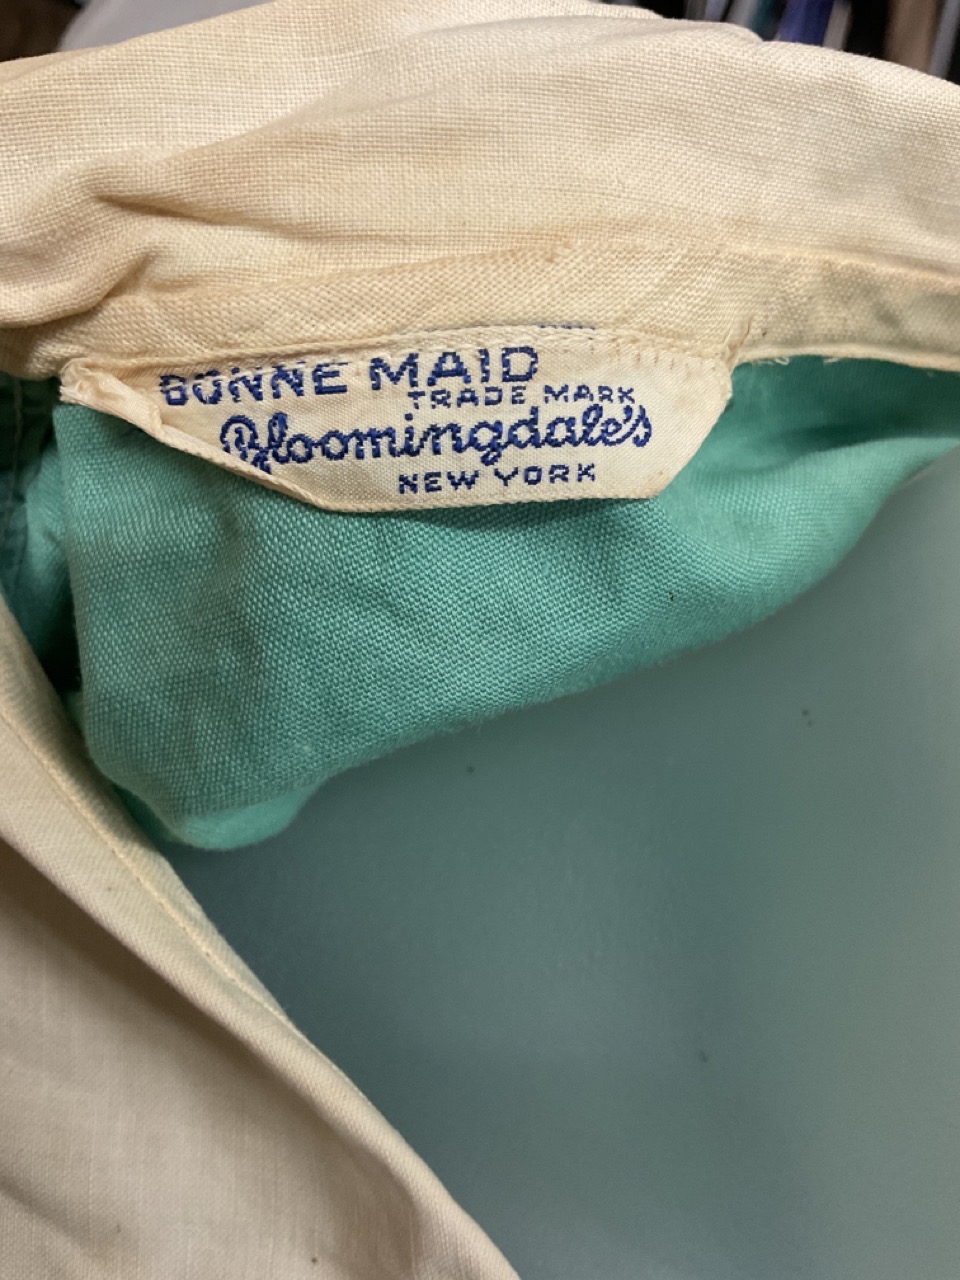 BONNE MAID
TRADE MARK
Bloomingdale's
NEW YORK